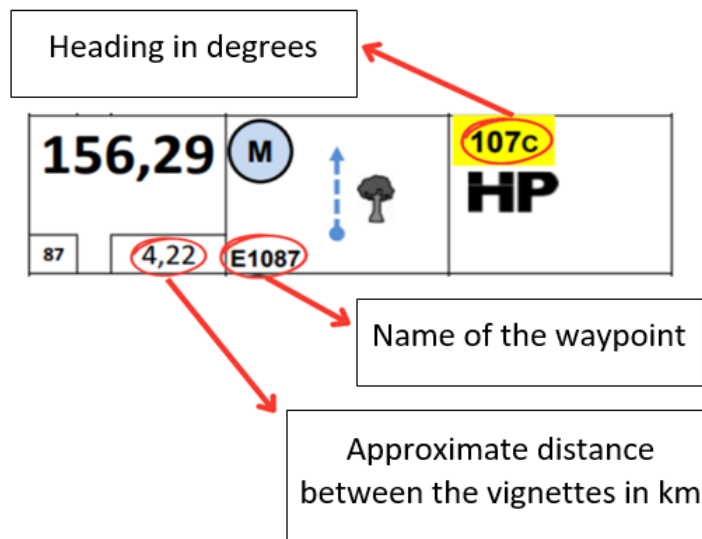 Heading in degrees
156,29
M
107C
HP
87
4,22
E1087
Name of the waypoint
Approximate distance
between the vignettes in km